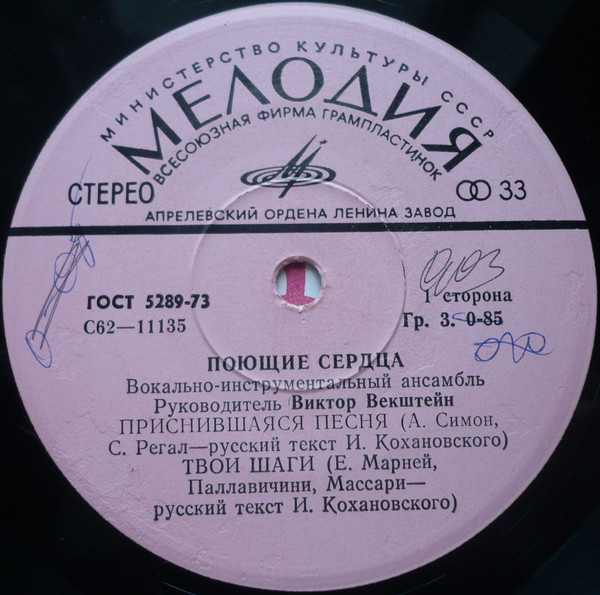 МИНИСТЕРСТВО КУЛЬТУРЫ СССР
МЕЛОДИЯ
ВСЕСОЮЗНАЯ ФИРМА ГРАМПЛАСТИНОК
СТЕРЕО 33
АПРЕЛЕВСКИЙ ОРДЕНА ЛЕНИНА ЗАВОД
ГОСТ 5289-73 1 сторона
С62—11135 Гр. 3. 0-85
ПОЮЩИЕ СЕРДЦА
Вокально-инструментальный ансамбль
Руководитель Виктор Векштейн
ПРИСНИВШАЯСЯ ПЕСНЯ (А. Симон,
С. Регал—русский текст И. Кохановского)
ТВОИ ШАГИ (Е. Марней,
Паллавичини, Массари—
русский текст И. Кохановского)